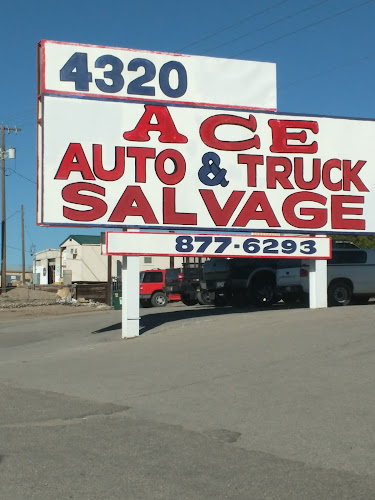 4320
ACE
AUTO & TRUCK
SALVAGE
877-6293